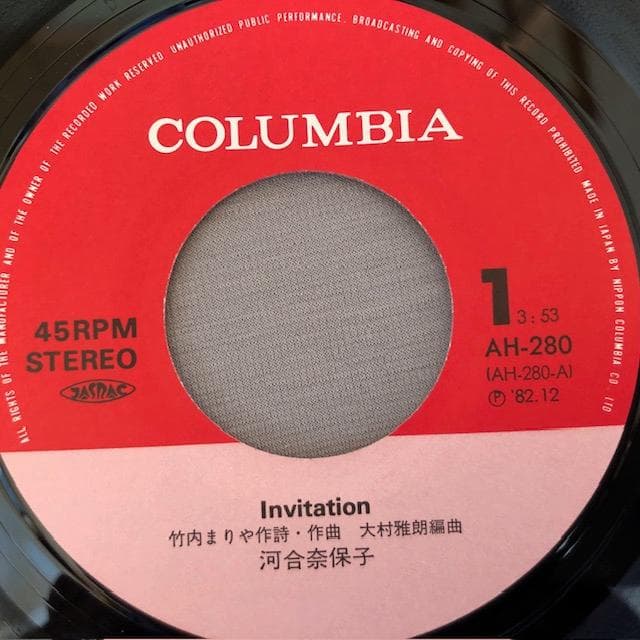 ALL RIGHTS OF THE MANUFACTURER AND OF THE OWNER OF THE RECORDED WORK RESERVED UNAUTHORIZED PUBLIC PERFORMANCE. BROADCASTING AND COPYING OF THIS RECORD PROHIBITED MADE IN JAPAN BY NIPPON COLUMBIA CO. LTD
COLUMBIA
45RPM
STEREO
JASRAC
1 3:53
AH-280
(AH-280-A)
Ⓟ '82.12
Invitation
竹内まりや作詩・作曲 大村雅朗編曲
河合奈保子